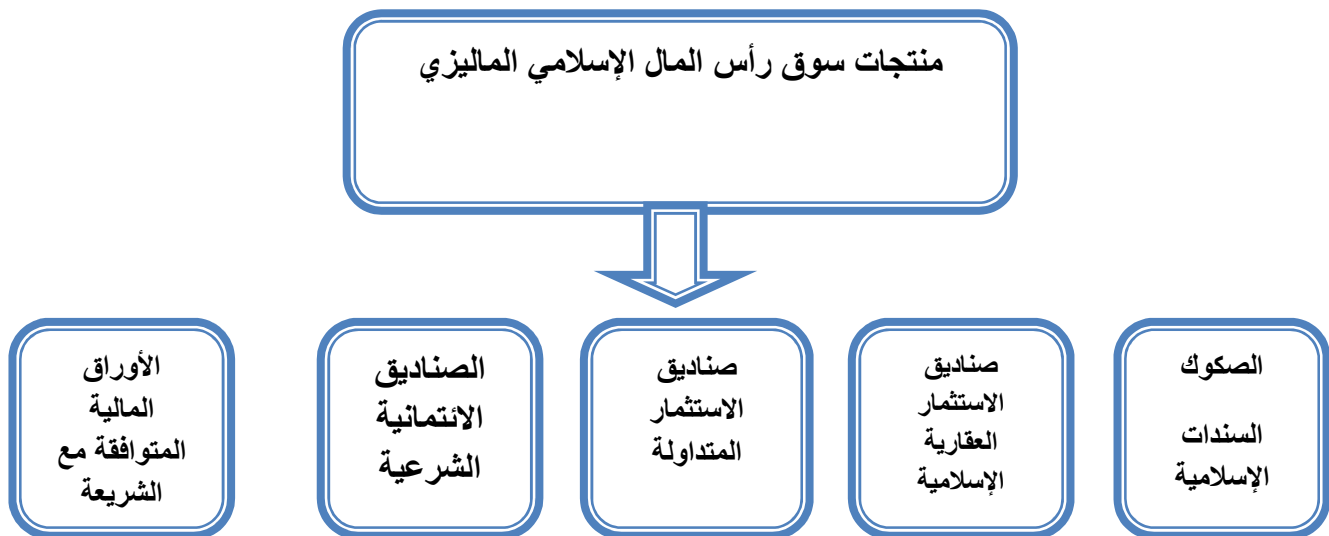 منتجات سوق رأس المال الإسلامي الماليزي
الصكوك
السندات
الإسلامية
صناديق
الاستثمار
العقارية
الإسلامية
صناديق
الاستثمار
المتداولة
الصناديق
الائتمانية
الشرعية
الأوراق
المالية
المتوافقة مع
الشريعة